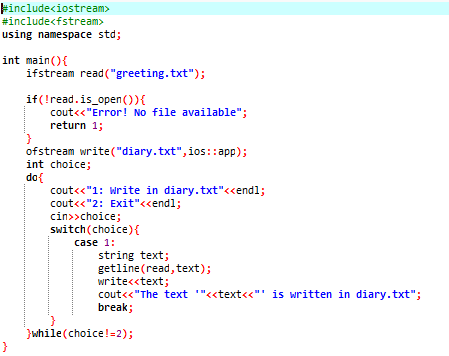 #include<iostream>
#include<fstream>
using namespace std;

int main(){
    ifstream read("greeting.txt");

    if(!read.is_open()){
        cout<<"Error! No file available";
        return 1;
    }
    ofstream write("diary.txt",ios::app);
    int choice;
    do{
        cout<<"1: Write in diary.txt"<<endl;
        cout<<"2: Exit"<<endl;
        cin>>choice;
        switch(choice){
            case 1:
                string text;
                getline(read,text);
                write<<text;
                cout<<"The text '"<<text<<"' is written in diary.txt";
                break;
        }
    }while(choice!=2);
}